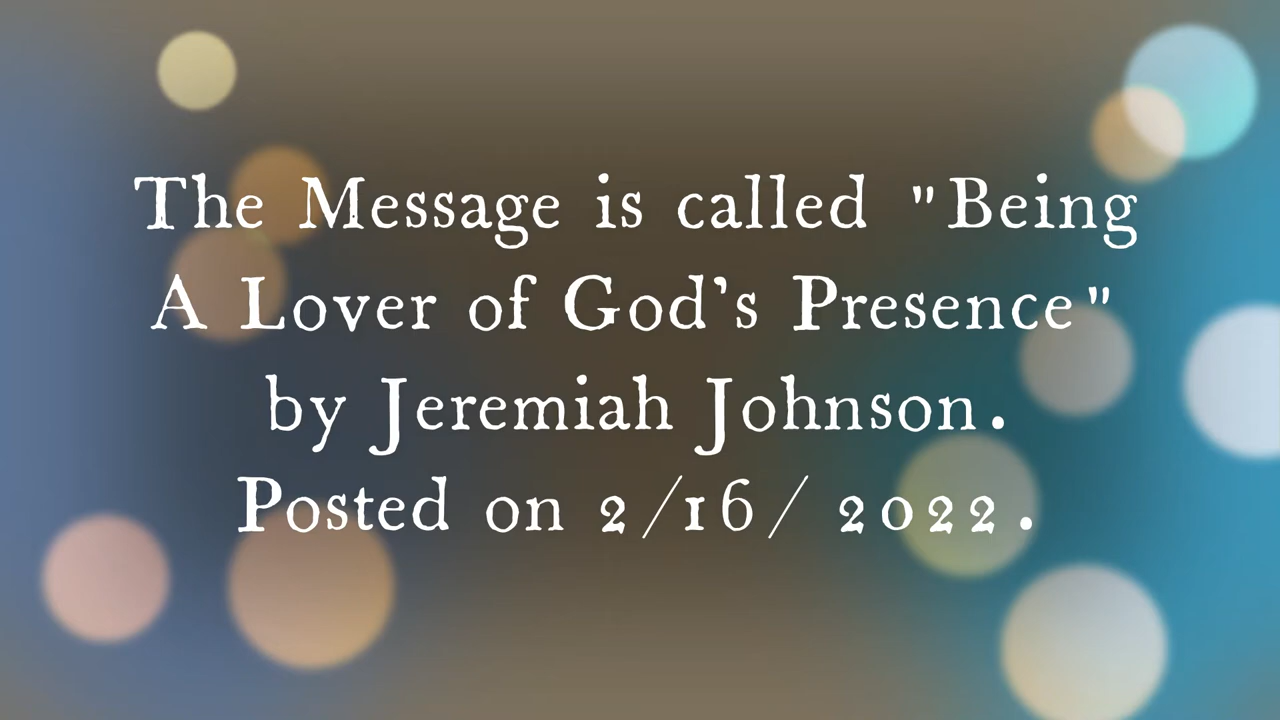 The Message is called "Being
A Lover of God's Presence"
by Jeremiah Johnson.
Posted on 2/16/ 2022.